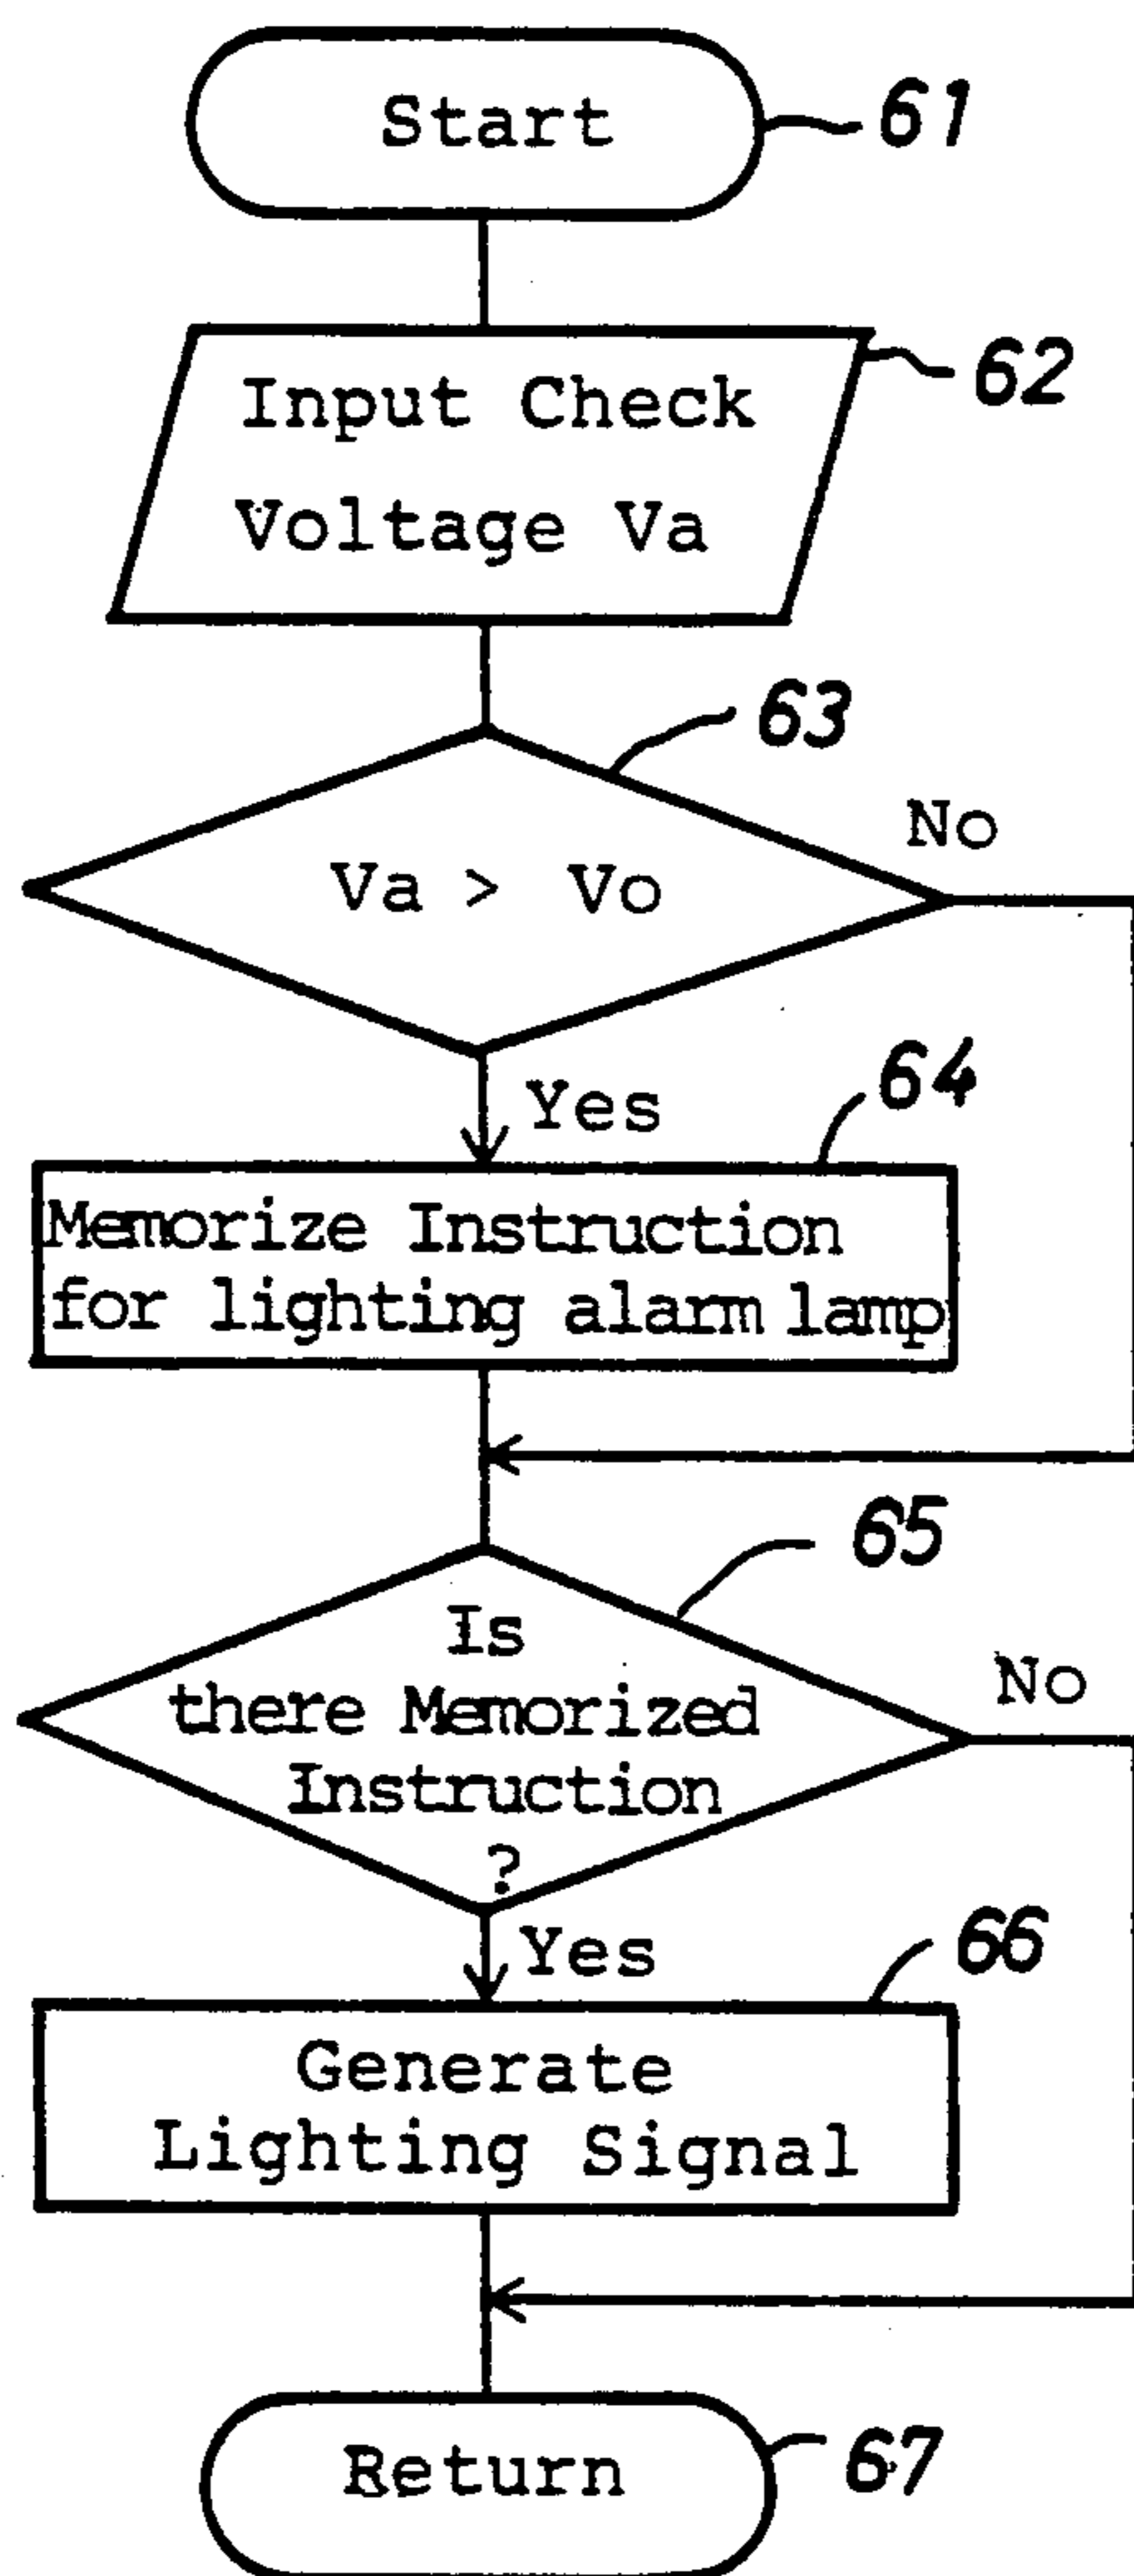 Start
61
Input Check
Voltage Va
62
63
Va > Vo
No
Yes
64
Memorize Instruction
for lighting alarm lamp
65
Is
there Memorized
Instruction
?
No
Yes
66
Generate
Lighting Signal
Return
67